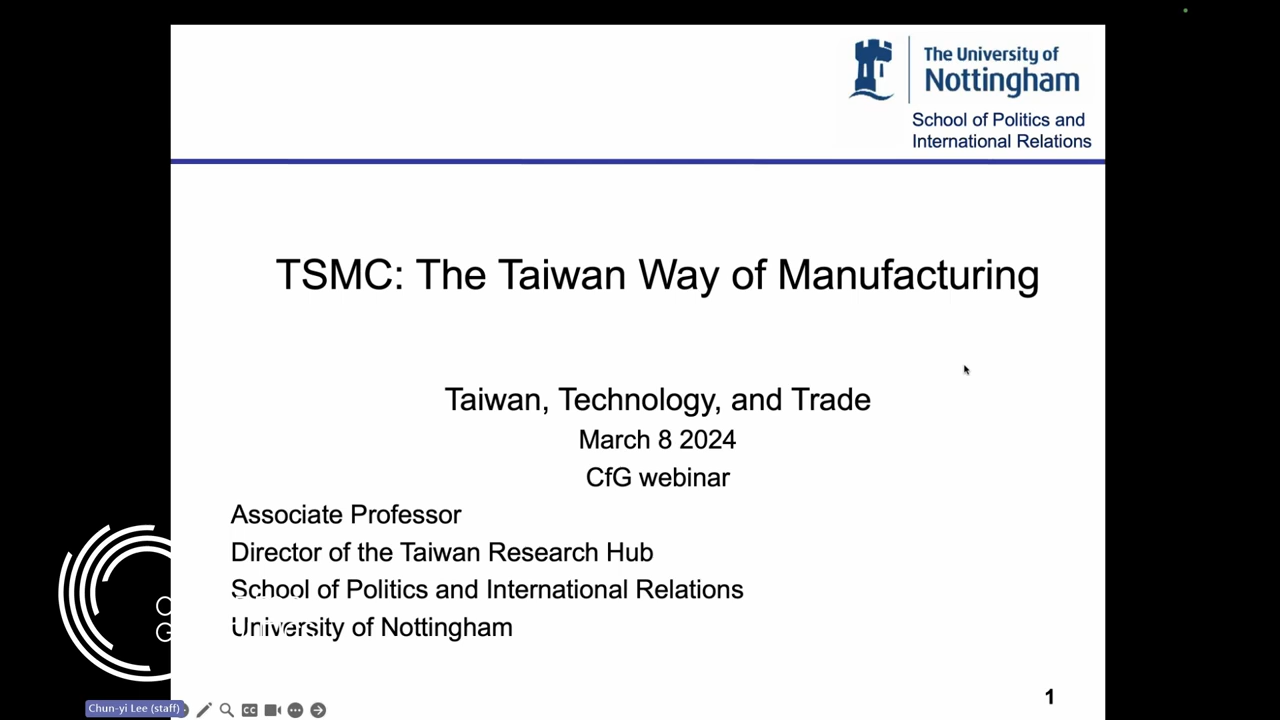 The University of
Nottingham
School of Politics and
International Relations
TSMC: The Taiwan Way of Manufacturing
Taiwan, Technology, and Trade
March 8 2024
CfG webinar
Associate Professor
Director of the Taiwan Research Hub
School of Politics and International Relations
University of Nottingham
1
Chun-yi Lee (staff)
CC